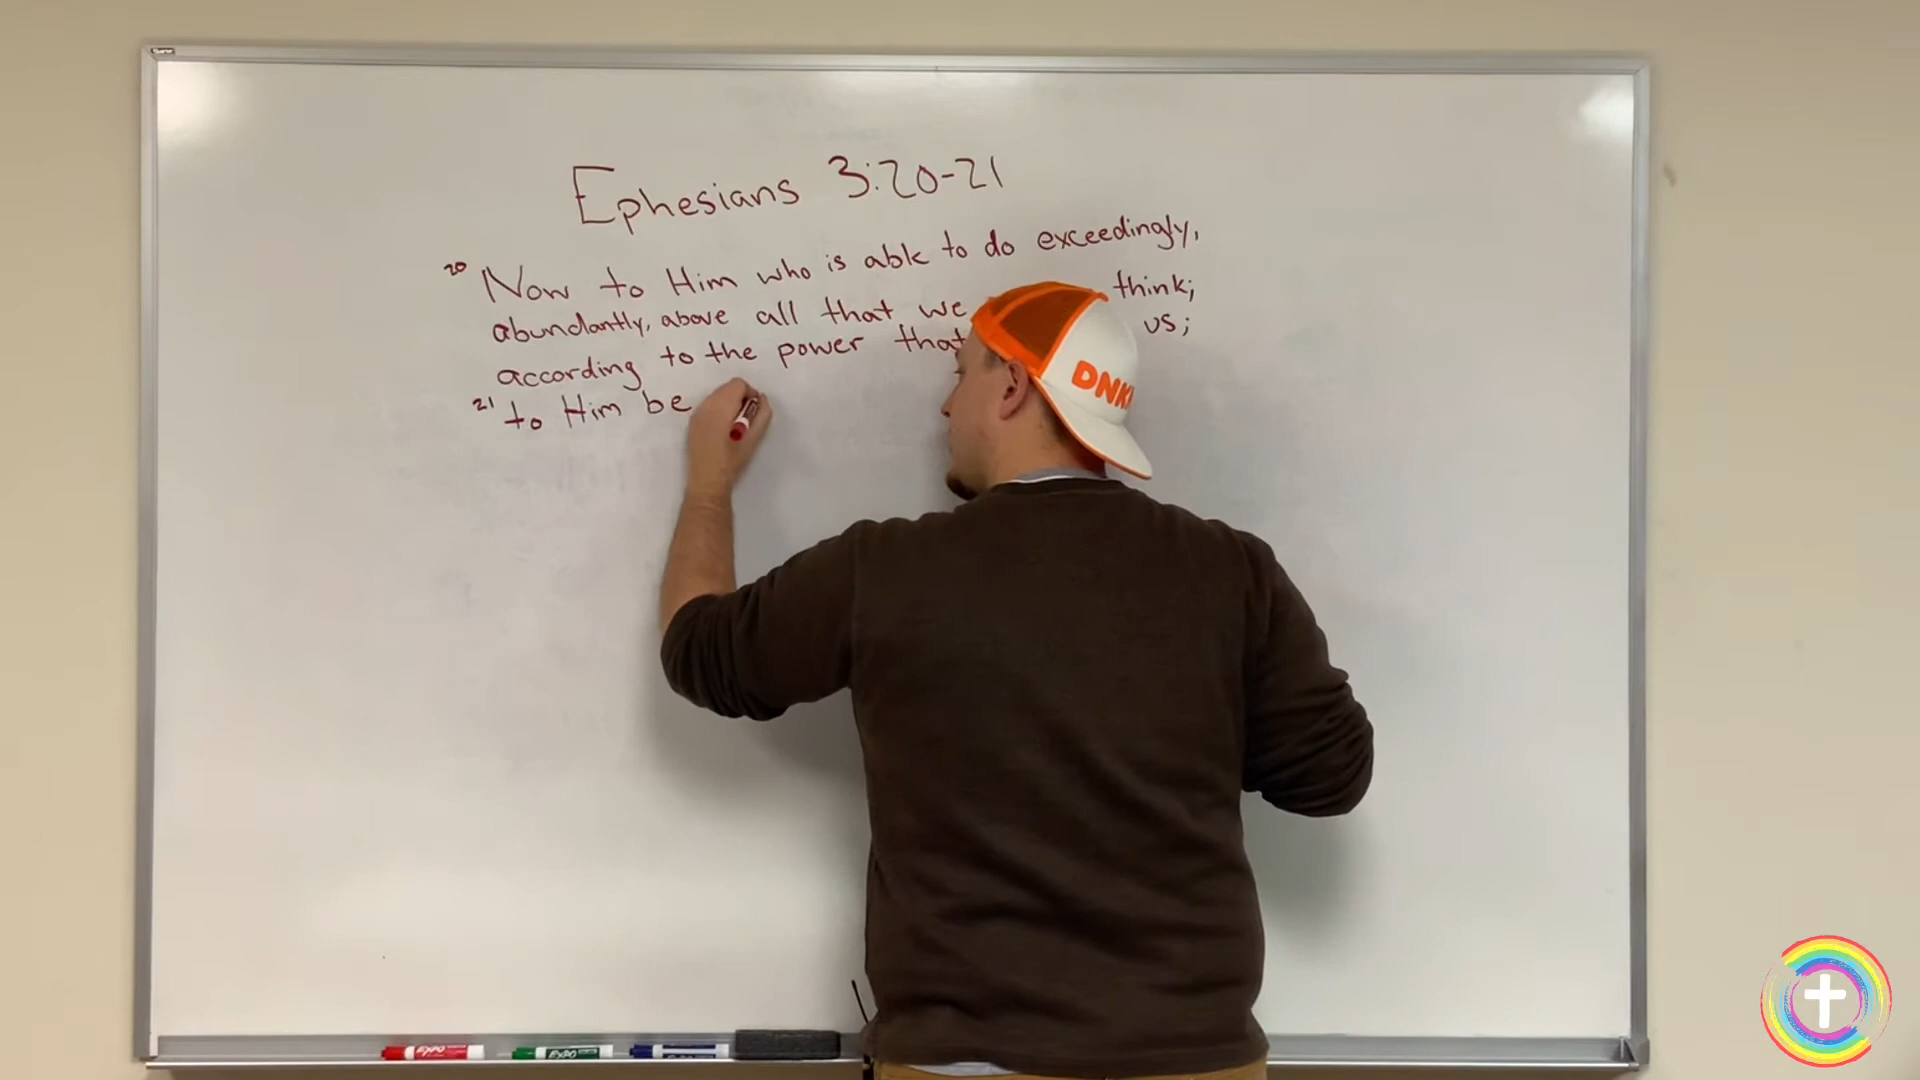 Ephesians 3:20-21
20 Now to Him who is able to do exceedingly,
abundantly, above all that we think;
according to the power that us;
21 to Him be
DNK
EXPO
EXPO